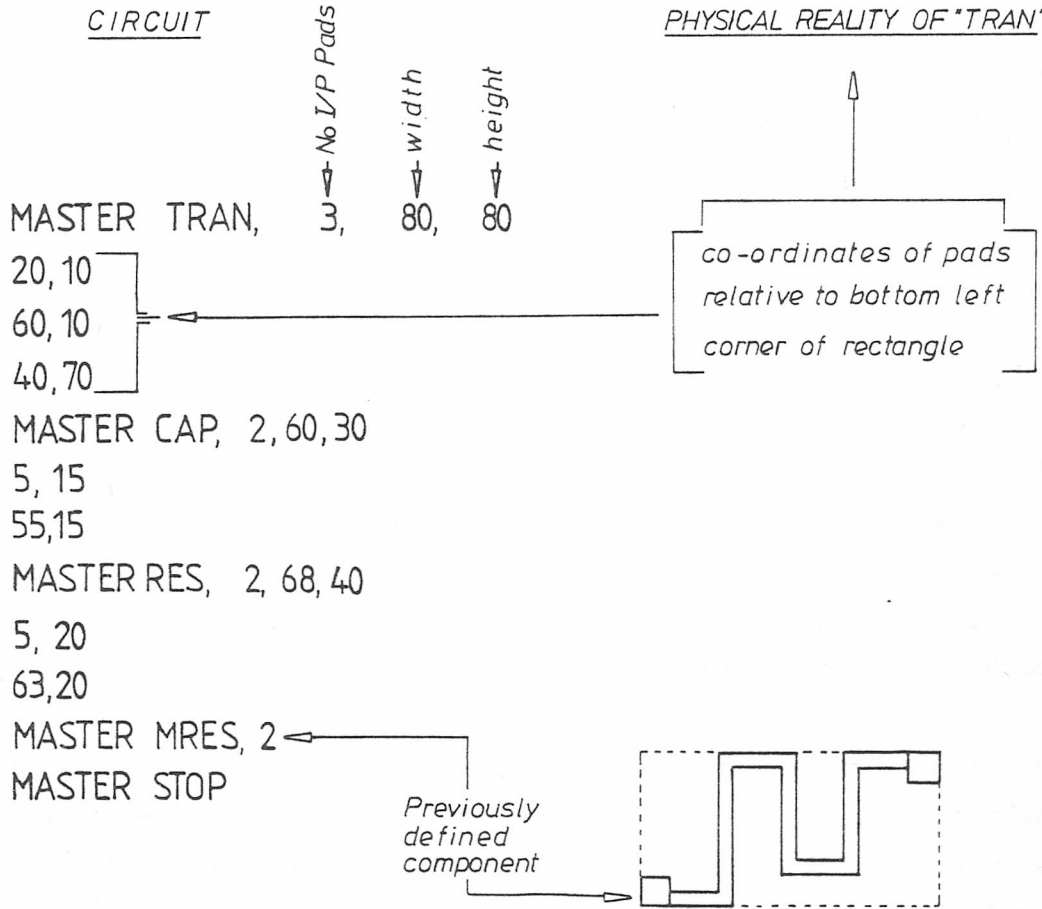 CIRCUIT
PHYSICAL REALITY OF "TRAN"
No I/P Pads
width
height
MASTER TRAN, 3, 80, 80
20, 10
60, 10
40, 70
co-ordinates of pads
relative to bottom left
corner of rectangle
MASTER CAP, 2, 60, 30
5, 15
55, 15
MASTER RES, 2, 68, 40
5, 20
63, 20
MASTER MRES, 2
MASTER STOP
Previously
defined
component